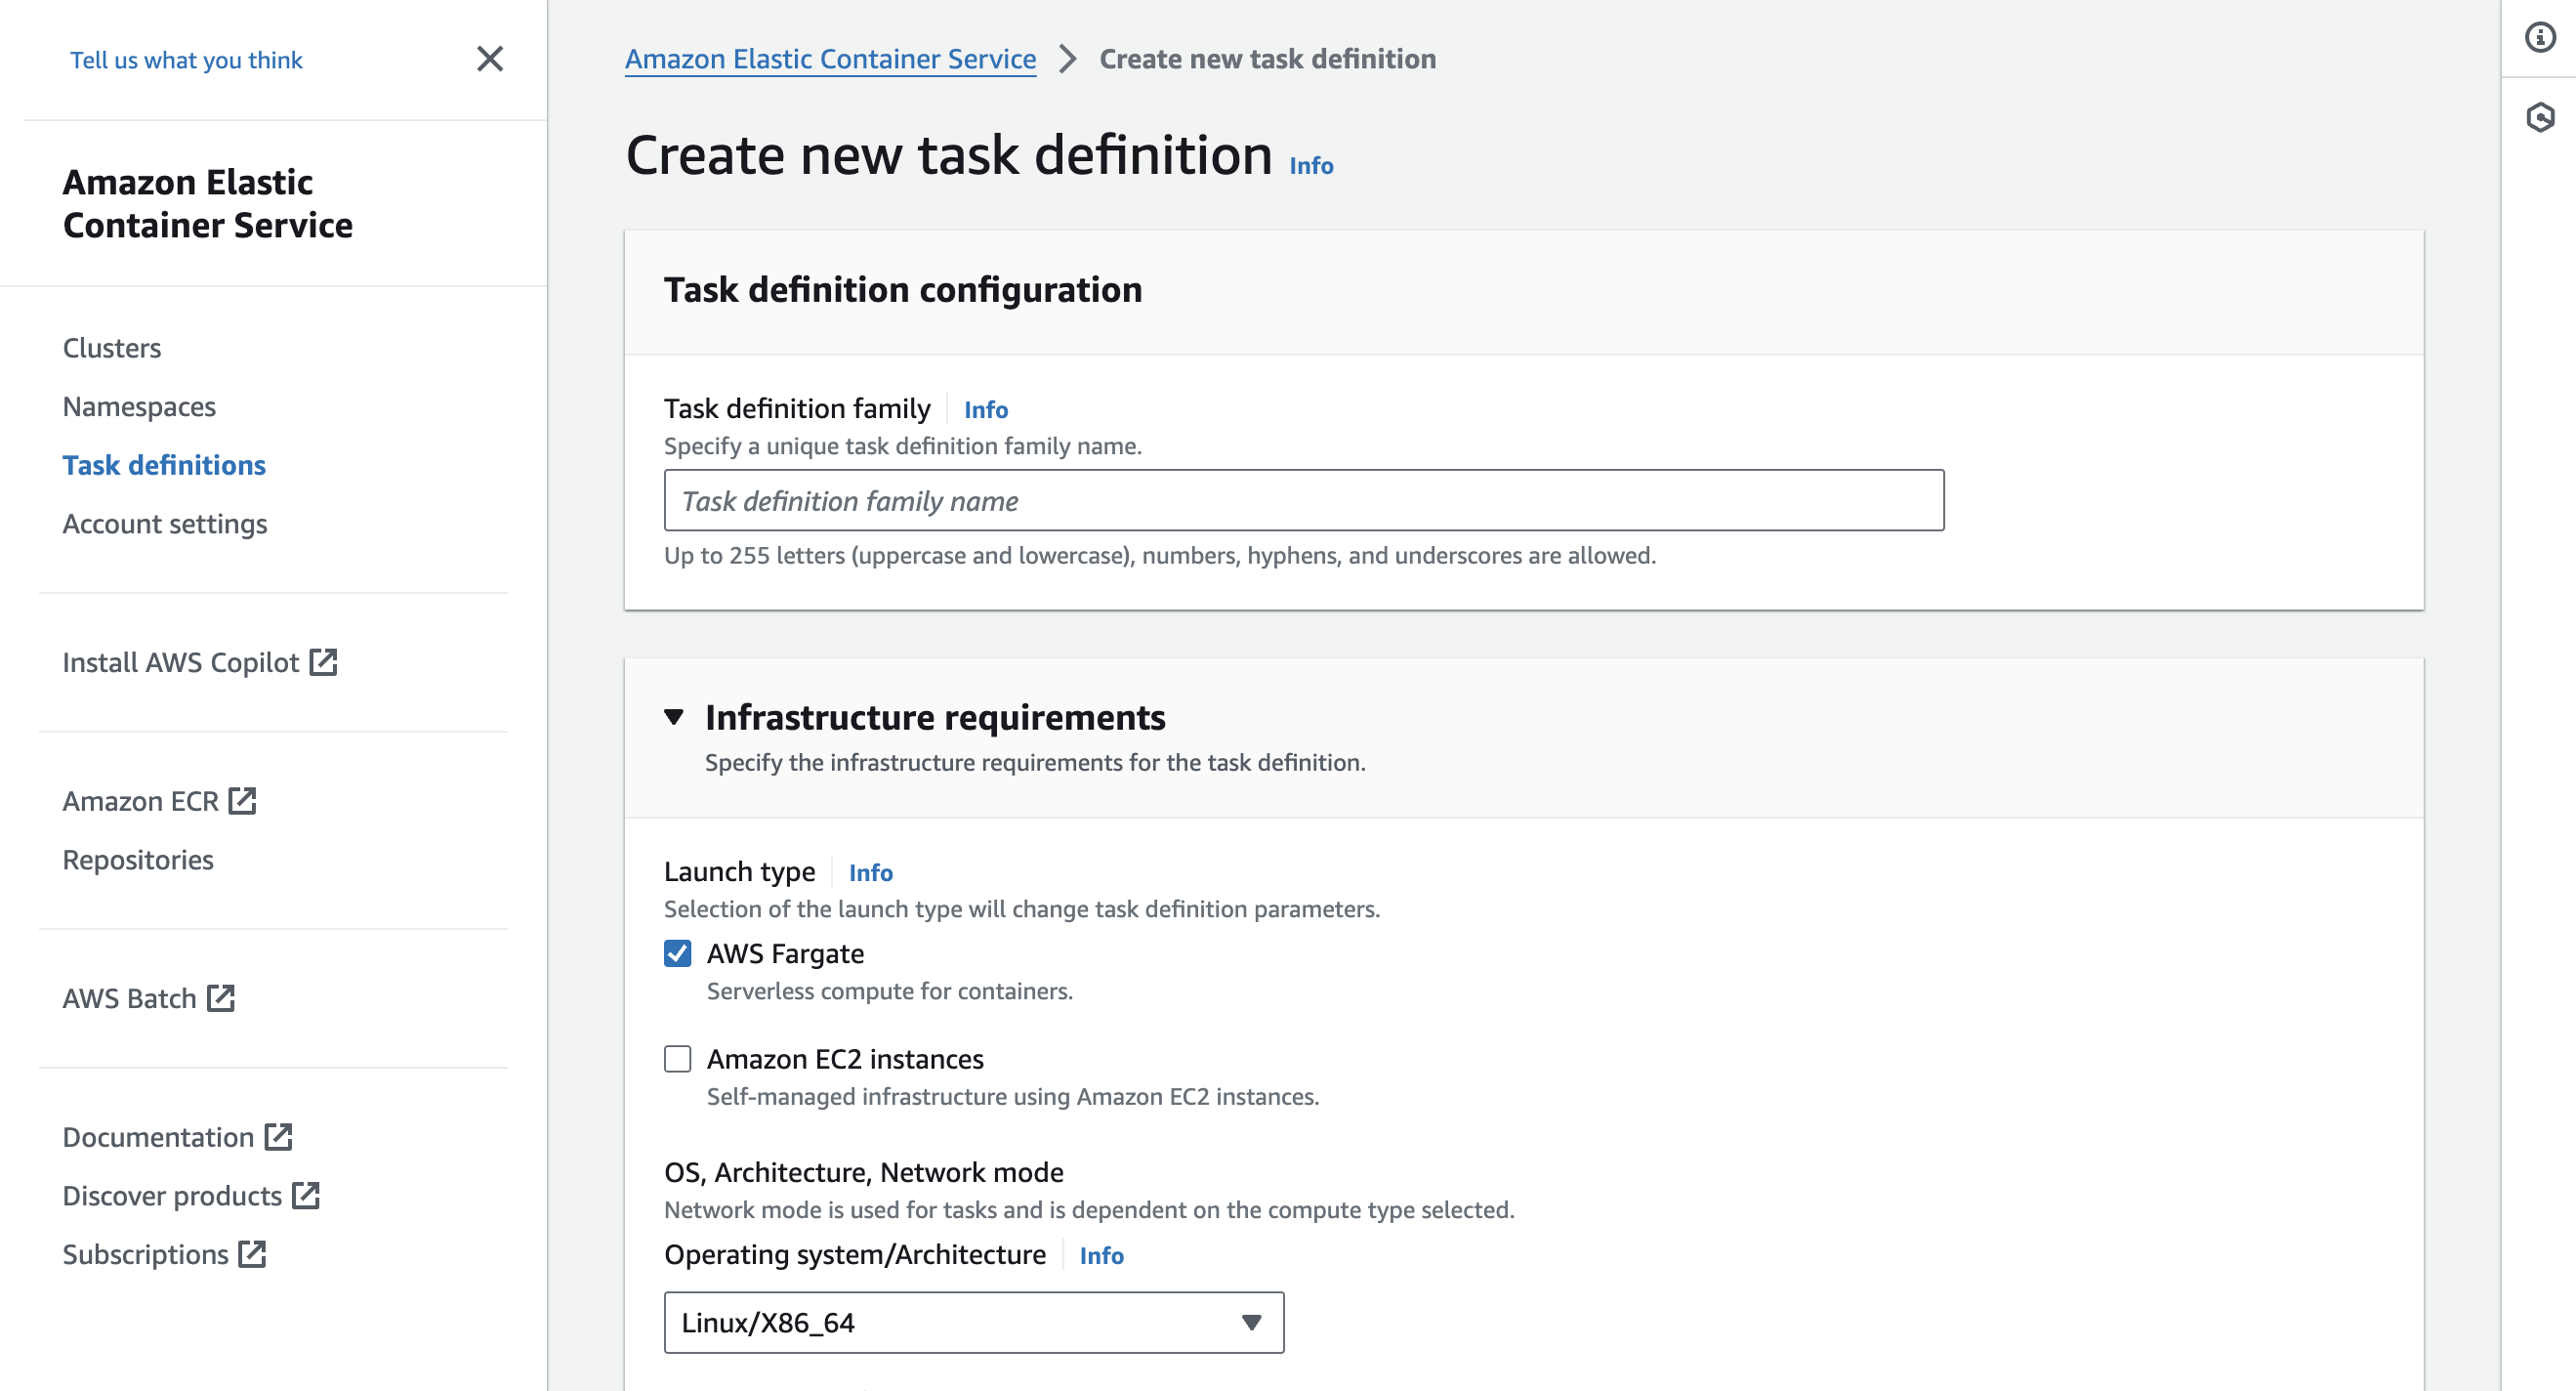 Tell us what you think
Amazon Elastic
Container Service
Clusters
Namespaces
Task definitions
Account settings
Install AWS Copilot
Amazon ECR
Repositories
AWS Batch
Documentation
Discover products
Subscriptions
Amazon Elastic Container Service > Create new task definition
Create new task definition Info
Task definition configuration
Task definition family Info
Specify a unique task definition family name.
Task definition family name
Up to 255 letters (uppercase and lowercase), numbers, hyphens, and underscores are allowed.
Infrastructure requirements
Specify the infrastructure requirements for the task definition.
Launch type Info
Selection of the launch type will change task definition parameters.
AWS Fargate
Serverless compute for containers.
Amazon EC2 instances
Self-managed infrastructure using Amazon EC2 instances.
OS, Architecture, Network mode
Network mode is used for tasks and is dependent on the compute type selected.
Operating system/Architecture Info
Linux/X86_64